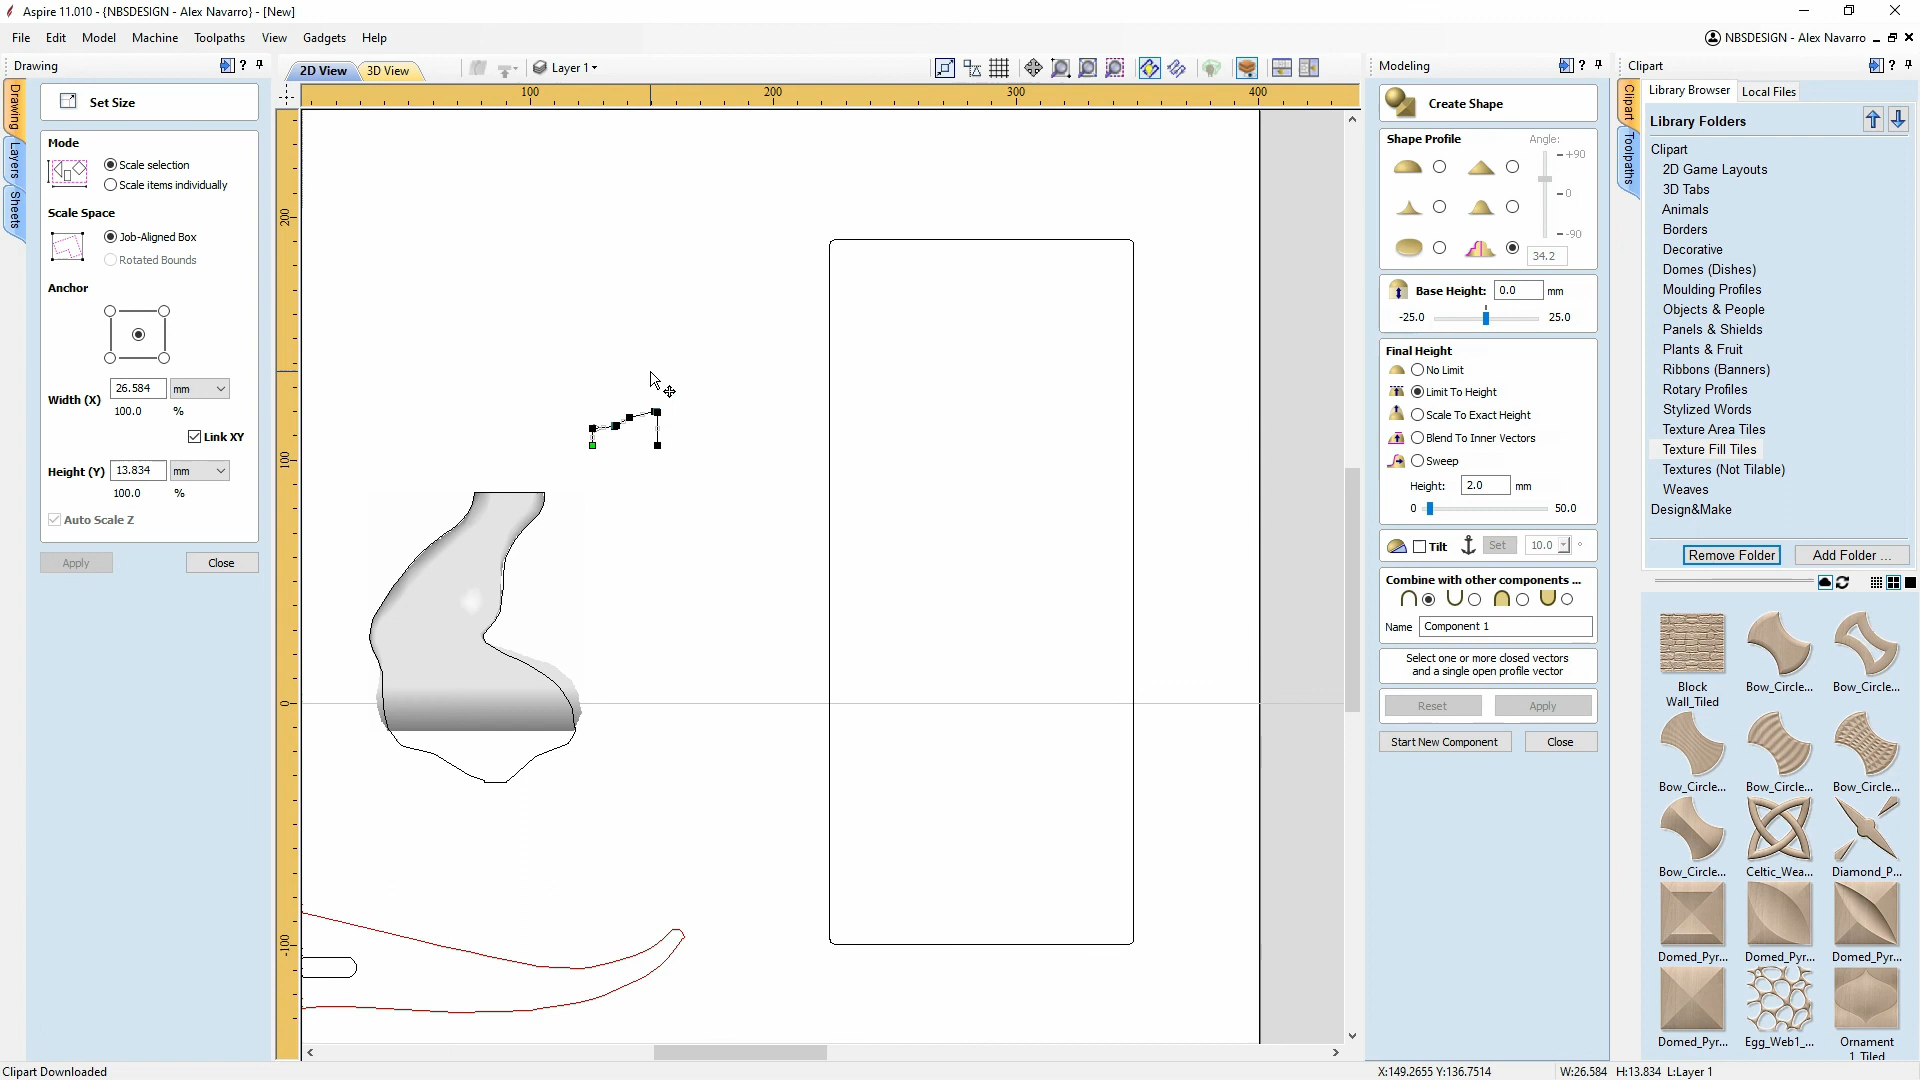 Aspire 11.010 - {NBSDESIGN - Alex Navarro} - [New]
File Edit Model Machine Toolpaths View Gadgets Help
NBSDESIGN - Alex Navarro
Drawing
2D View
3D View
Layer 1
Drawing
Layers
Sheets
Set Size
Mode
Scale selection
Scale items individually
Scale Space
Job-Aligned Box
Rotated Bounds
Anchor
Width (X) 26.584 mm
100.0 %
Link XY
Height (Y) 13.834 mm
100.0 %
Auto Scale Z
Apply
Close
100
200
300
400
200
100
0
-100
Modeling
Create Shape
Shape Profile
Angle:
+90
0
-90
34.2
Base Height: 0.0 mm
-25.0 25.0
Final Height
No Limit
Limit To Height
Scale To Exact Height
Blend To Inner Vectors
Sweep
Height: 2.0 mm
0 50.0
Tilt Set 10.0 °
Combine with other components ...
Name Component 1
Select one or more closed vectors
and a single open profile vector
Reset
Apply
Start New Component
Close
Clipart
Clipart
Toolpaths
Library Browser
Local Files
Library Folders
Clipart
2D Game Layouts
3D Tabs
Animals
Borders
Decorative
Domes (Dishes)
Moulding Profiles
Objects & People
Panels & Shields
Plants & Fruit
Ribbons (Banners)
Rotary Profiles
Stylized Words
Texture Area Tiles
Texture Fill Tiles
Textures (Not Tilable)
Weaves
Design&Make
Remove Folder
Add Folder ...
Block
Wall_Tiled
Bow_Circle...
Bow_Circle...
Bow_Circle...
Bow_Circle...
Bow_Circle...
Bow_Circle...
Celtic_Wea...
Diamond_P...
Domed_Pyr...
Domed_Pyr...
Domed_Pyr...
Domed_Pyr...
Egg_Web1_...
Ornament
1_Tiled
Clipart Downloaded
X:149.2655 Y:136.7514
W:26.584 H:13.834 L:Layer 1